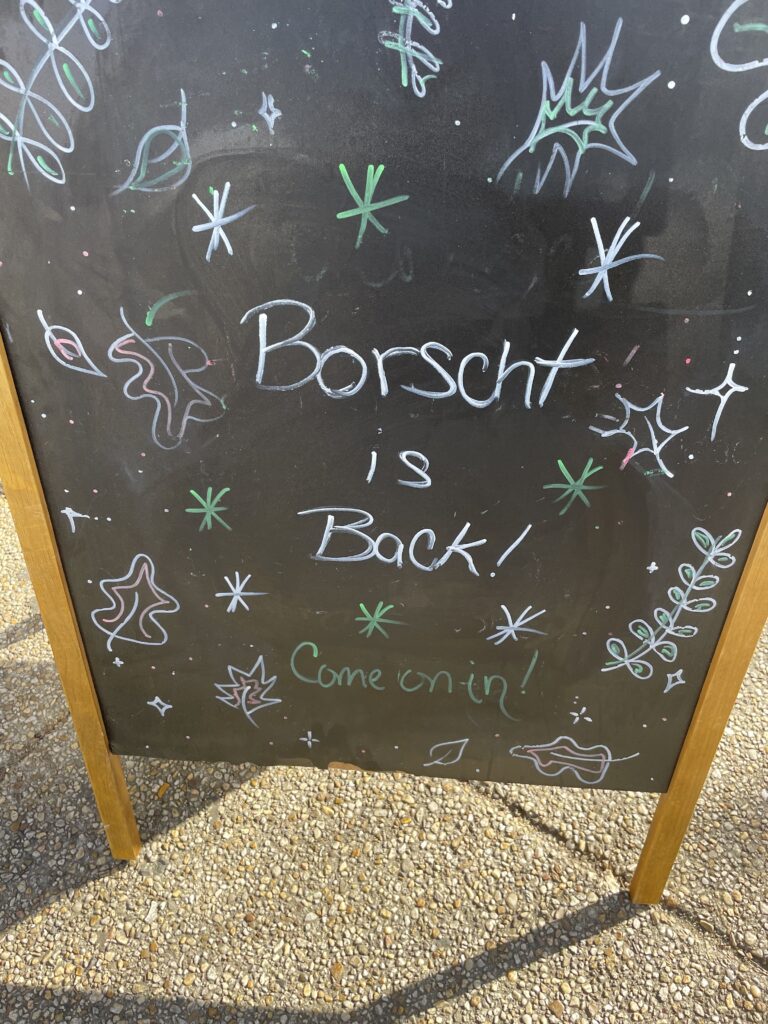 Borscht
is
Back!
Come on in!